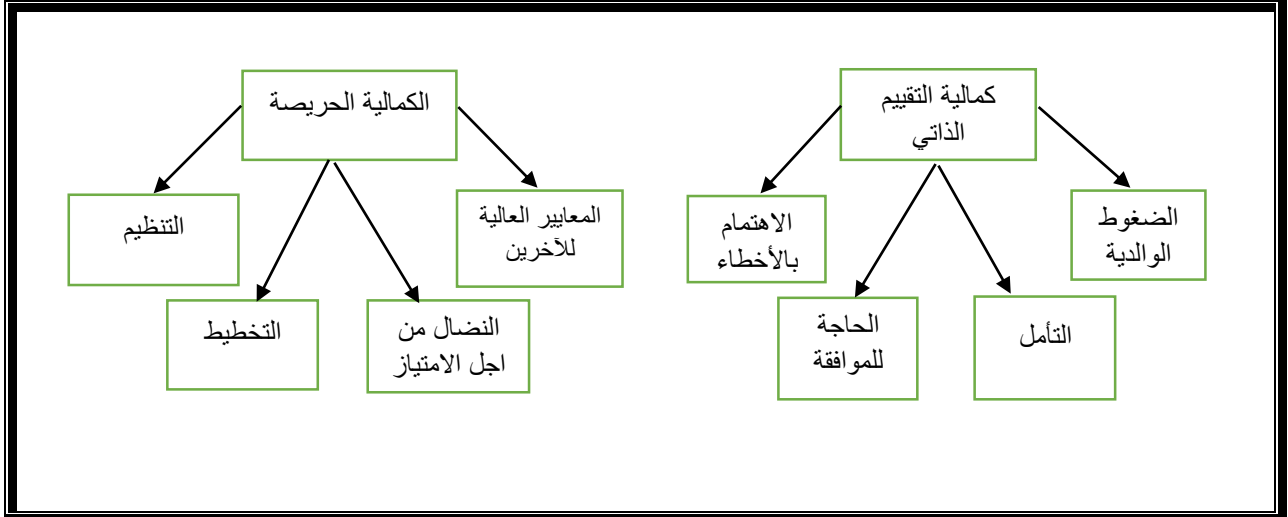 كمالية التقييم
الذاتي
الضغوط
الوالدية
التأمل
الحاجة
للموافقة
الاهتمام
بالأخطاء
الكمالية الحريصة
المعايير العالية
للآخرين
النضال من
اجل الامتياز
التخطيط
التنظيم